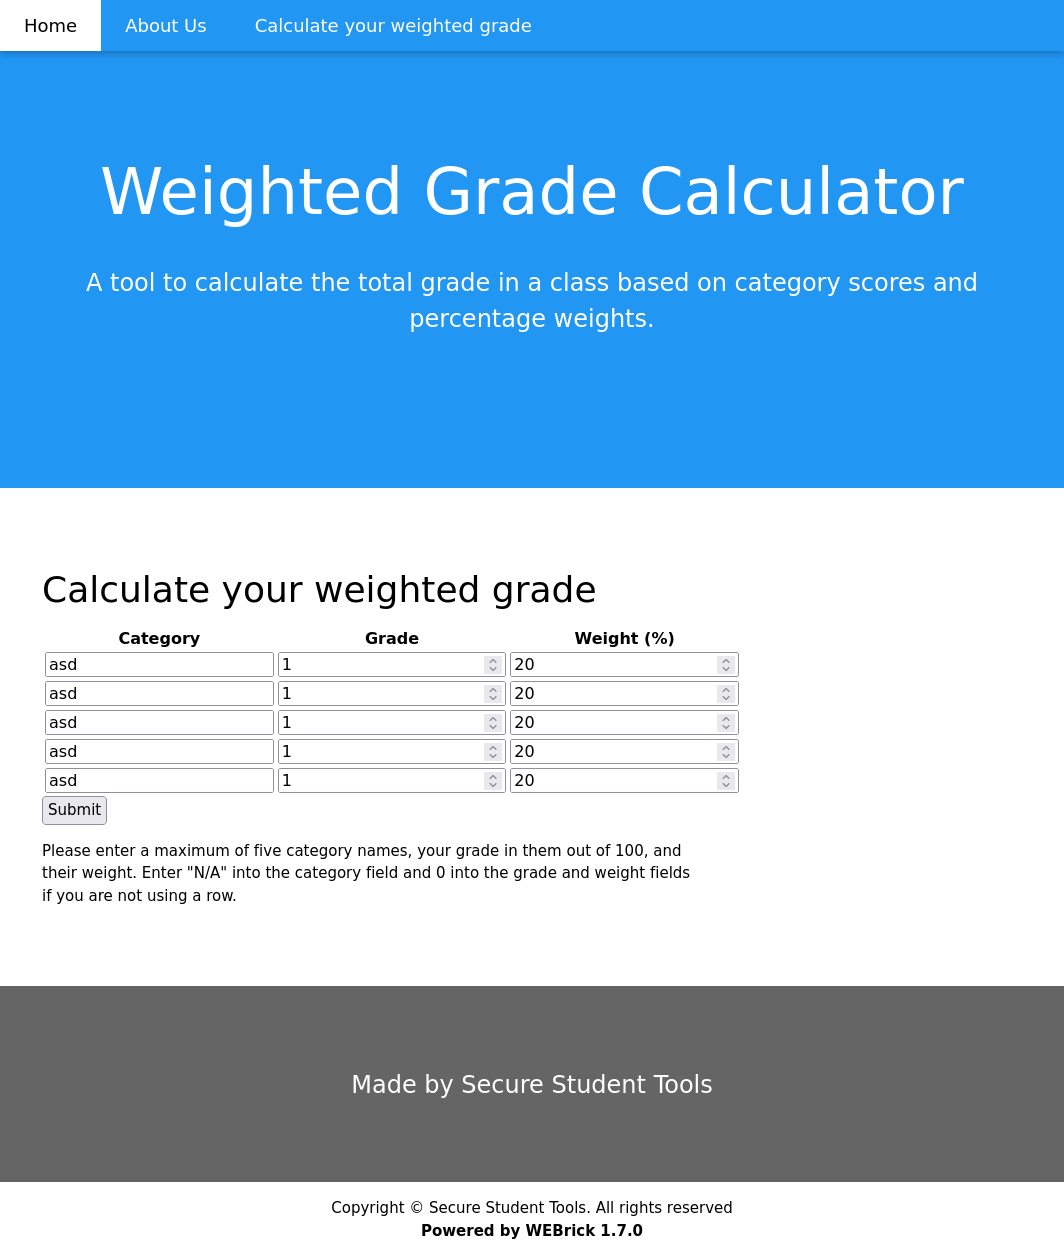 Home About Us Calculate your weighted grade
Weighted Grade Calculator
A tool to calculate the total grade in a class based on category scores and
percentage weights.
Calculate your weighted grade
Category Grade Weight (%)
asd 1 20
asd 1 20
asd 1 20
asd 1 20
asd 1 20
Submit
Please enter a maximum of five category names, your grade in them out of 100, and
their weight. Enter "N/A" into the category field and 0 into the grade and weight fields
if you are not using a row.
Made by Secure Student Tools
Copyright © Secure Student Tools. All rights reserved
Powered by WEBrick 1.7.0